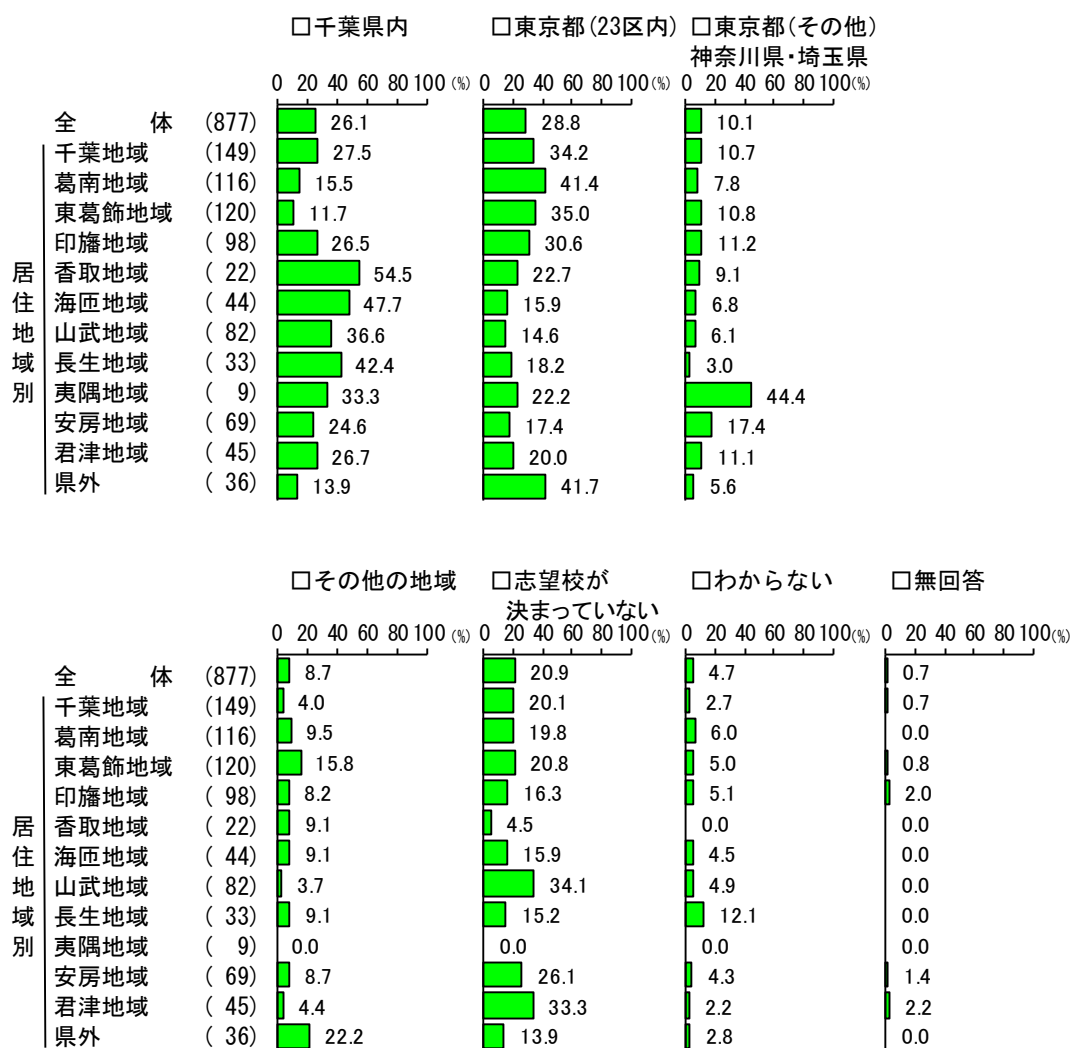 □千葉県内 □東京都(23区内) □東京都(その他)
神奈川県・埼玉県
0 20 40 60 80 100(%) 0 20 40 60 80 100(%) 0 20 40 60 80 100(%)
全 体 (877) 26.1 28.8 10.1
千葉地域 (149) 27.5 34.2 10.7
葛南地域 (116) 15.5 41.4 7.8
東葛飾地域 (120) 11.7 35.0 10.8
印旛地域 ( 98) 26.5 30.6 11.2
居 香取地域 ( 22) 54.5 22.7 9.1
住 海匝地域 ( 44) 47.7 15.9 6.8
地 山武地域 ( 82) 36.6 14.6 6.1
域 長生地域 ( 33) 42.4 18.2 3.0
別 夷隅地域 ( 9) 33.3 22.2 44.4
安房地域 ( 69) 24.6 17.4 17.4
君津地域 ( 45) 26.7 20.0 11.1
県外 ( 36) 13.9 41.7 5.6
□その他の地域 □志望校が □わからない □無回答
決まっていない
0 20 40 60 80 100(%) 0 20 40 60 80 100(%) 0 20 40 60 80 100(%) 0 20 40 60 80 100(%)
全 体 (877) 8.7 20.9 4.7 0.7
千葉地域 (149) 4.0 20.1 2.7 0.7
葛南地域 (116) 9.5 19.8 6.0 0.0
東葛飾地域 (120) 15.8 20.8 5.0 0.8
印旛地域 ( 98) 8.2 16.3 5.1 2.0
居 香取地域 ( 22) 9.1 4.5 0.0 0.0
住 海匝地域 ( 44) 9.1 15.9 4.5 0.0
地 山武地域 ( 82) 3.7 34.1 4.9 0.0
域 長生地域 ( 33) 9.1 15.2 12.1 0.0
別 夷隅地域 ( 9) 0.0 0.0 0.0 0.0
安房地域 ( 69) 8.7 26.1 4.3 1.4
君津地域 ( 45) 4.4 33.3 2.2 2.2
県外 ( 36) 22.2 13.9 2.8 0.0